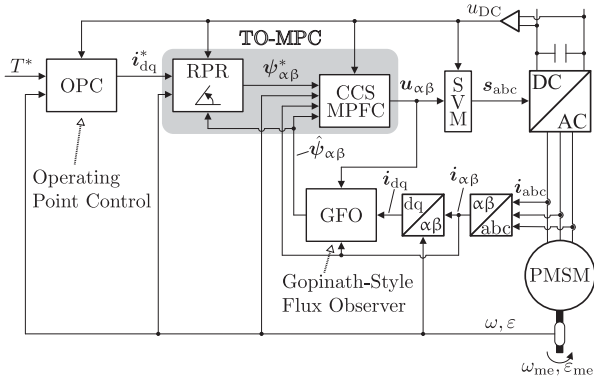 u_DC
TO-MPC
T*
OPC
i*_dq
RPR
ψ*_αβ
CCS
MPFC
u_αβ
SVM
s_abc
DC
AC
ψ̂_αβ
Operating
Point Control
i_dq
i_αβ
i_abc
GFO
dq
αβ
αβ
abc
Gopinath-Style
Flux Observer
PMSM
ω, ε
ω_me, ε_me